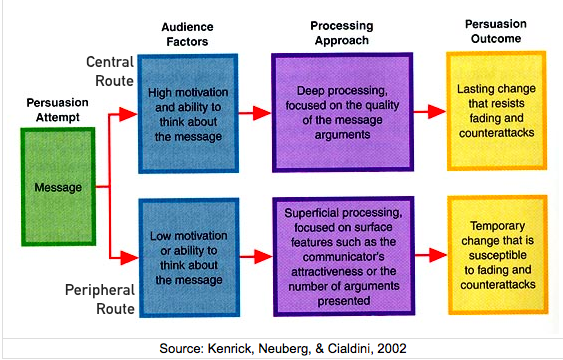 Audience
Factors
Processing
Approach
Persuasion
Outcome
Central
Route
Persuasion
Attempt
Message
High motivation
and ability to
think about
the message
Deep processing,
focused on the quality
of the message
arguments
Lasting change
that resists
fading and
counterattacks
Low motivation
or ability to
think about
the message
Superficial processing,
focused on surface
features such as the
communicator's
attractiveness or the
number of arguments
presented
Temporary
change that is
susceptible
to fading and
counterattacks
Peripheral
Route
Source: Kenrick, Neuberg, & Cialdini, 2002